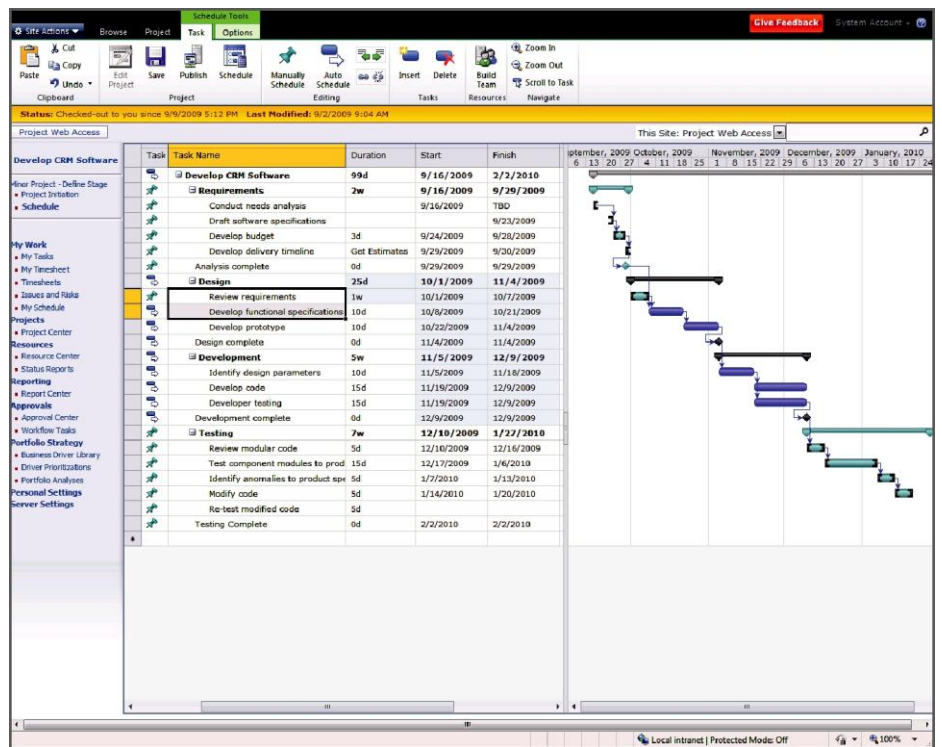 Schedule Tools
Site Actions Browse Project Task Options Give Feedback System Account
Paste Cut Copy Undo
Edit Project Save Publish Schedule
Manually Schedule Auto Schedule
Insert Delete
Build Team
Zoom In
Zoom Out
Scroll to Task
Clipboard Project Editing Tasks Resources Navigate
Status: Checked-out to you since 9/9/2009 5:12 PM Last Modified: 9/2/2009 9:04 AM
Project Web Access This Site: Project Web Access
Develop CRM Software
Minor Project - Define Stage
Project Initiation
Schedule
My Work
My Tasks
My Timesheet
Timesheets
Issues and Risks
My Schedule
Projects
Project Center
Resources
Resource Center
Status Reports
Reporting
Report Center
Approvals
Approval Center
Workflow Tasks
Portfolio Strategy
Business Driver Library
Driver Prioritizations
Portfolio Analyses
Personal Settings
Server Settings
Task Task Name Duration Start Finish
Develop CRM Software 99d 9/16/2009 2/2/2010
Requirements 2w 9/16/2009 9/29/2009
Conduct needs analysis 9/16/2009 TBD
Draft software specifications 9/23/2009
Develop budget 3d 9/24/2009 9/28/2009
Develop delivery timeline Get Estimates 9/29/2009 9/30/2009
Analysis complete 0d 9/29/2009 9/29/2009
Design 25d 10/1/2009 11/4/2009
Review requirements 1w 10/1/2009 10/7/2009
Develop functional specifications 10d 10/8/2009 10/21/2009
Develop prototype 10d 10/22/2009 11/4/2009
Design complete 0d 11/4/2009 11/4/2009
Development 5w 11/5/2009 12/9/2009
Identify design parameters 10d 11/5/2009 11/18/2009
Develop code 15d 11/19/2009 12/9/2009
Developer testing 15d 11/19/2009 12/9/2009
Development complete 0d 12/9/2009 12/9/2009
Testing 7w 12/10/2009 1/27/2010
Review modular code 5d 12/10/2009 12/16/2009
Test component modules to prod 15d 12/17/2009 1/6/2010
Identify anomalies to product spe 5d 1/7/2010 1/13/2010
Modify code 5d 1/14/2010 1/20/2010
Re-test modified code 5d
Testing Complete 0d 2/2/2010 2/2/2010
ptember, 2009 October, 2009 November, 2009 December, 2009 January, 2010
6 13 20 27 4 11 18 25 1 8 15 22 29 6 13 20 27 3 10 17 24
Local intranet | Protected Mode: Off 100%